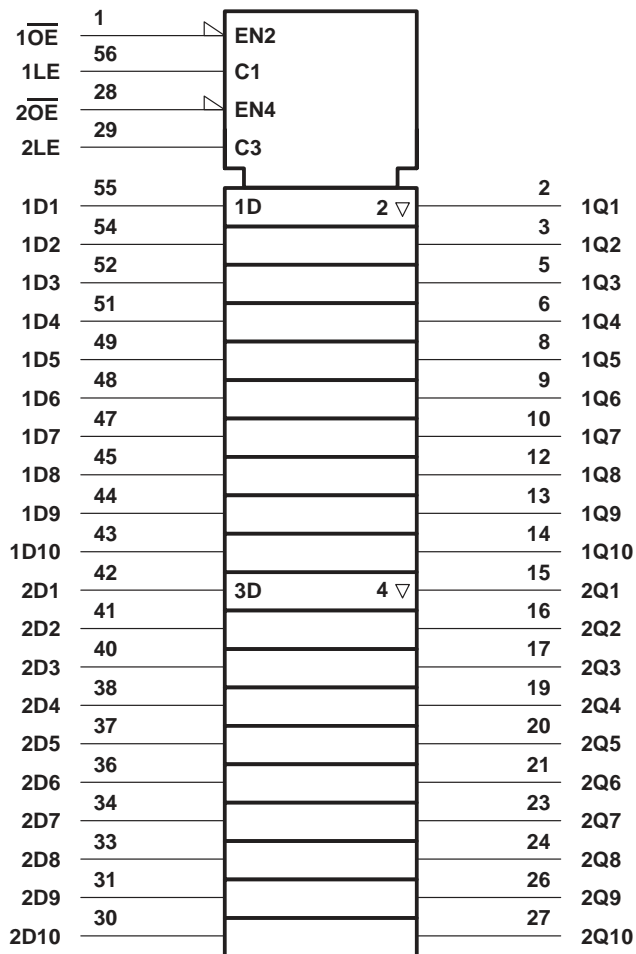 1 1OE EN2
56 1LE C1
28 2OE EN4
29 2LE C3
55 1D1 1D 2 ▽ 2 1Q1
54 1D2 3 1Q2
52 1D3 5 1Q3
51 1D4 6 1Q4
49 1D5 8 1Q5
48 1D6 9 1Q6
47 1D7 10 1Q7
45 1D8 12 1Q8
44 1D9 13 1Q9
43 1D10 14 1Q10
42 2D1 3D 4 ▽ 15 2Q1
41 2D2 16 2Q2
40 2D3 17 2Q3
38 2D4 19 2Q4
37 2D5 20 2Q5
36 2D6 21 2Q6
34 2D7 23 2Q7
33 2D8 24 2Q8
31 2D9 26 2Q9
30 2D10 27 2Q10